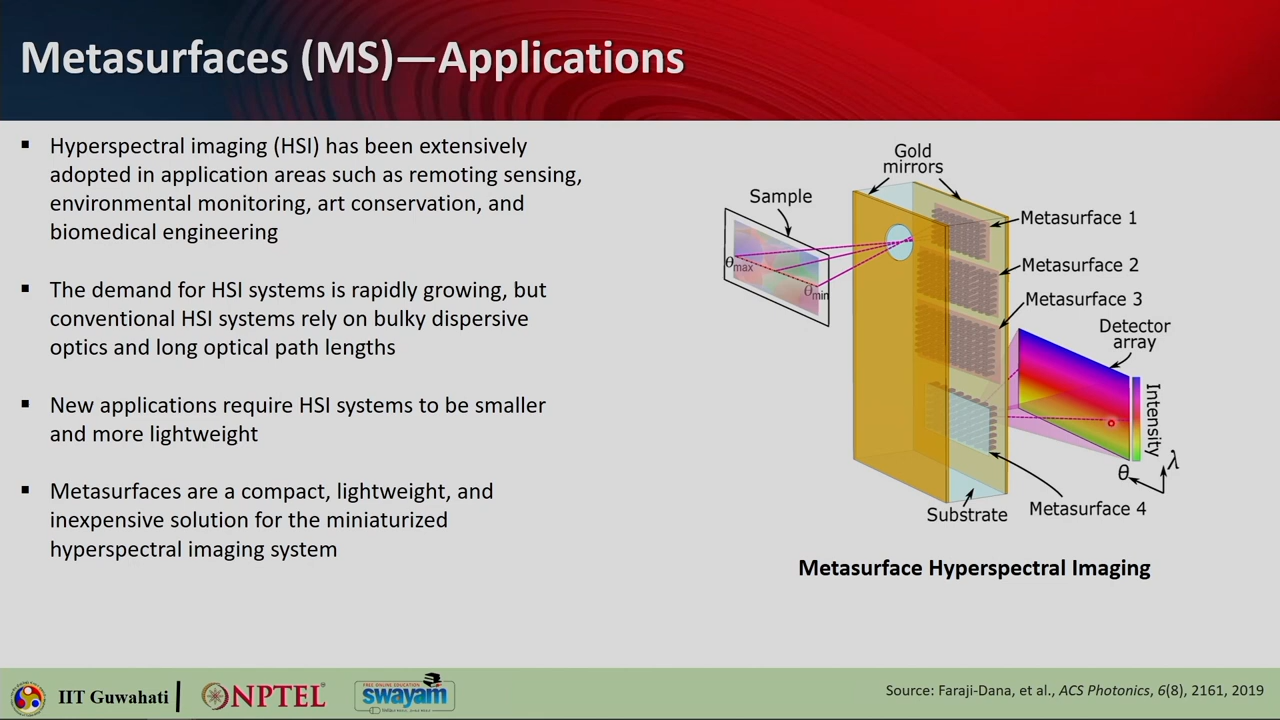 Metasurfaces (MS)—Applications
▪ Hyperspectral imaging (HSI) has been extensively
adopted in application areas such as remoting sensing,
environmental monitoring, art conservation, and
biomedical engineering
▪ The demand for HSI systems is rapidly growing, but
conventional HSI systems rely on bulky dispersive
optics and long optical path lengths
▪ New applications require HSI systems to be smaller
and more lightweight
▪ Metasurfaces are a compact, lightweight, and
inexpensive solution for the miniaturized
hyperspectral imaging system
Gold
mirrors
Sample
θmax
θmin
Metasurface 1
Metasurface 2
Metasurface 3
Detector
array
Intensity
λ
θ
Metasurface 4
Substrate
Metasurface Hyperspectral Imaging
IIT Guwahati
NPTEL
FREE ONLINE EDUCATION
swayam
Source: Faraji-Dana, et al., ACS Photonics, 6(8), 2161, 2019